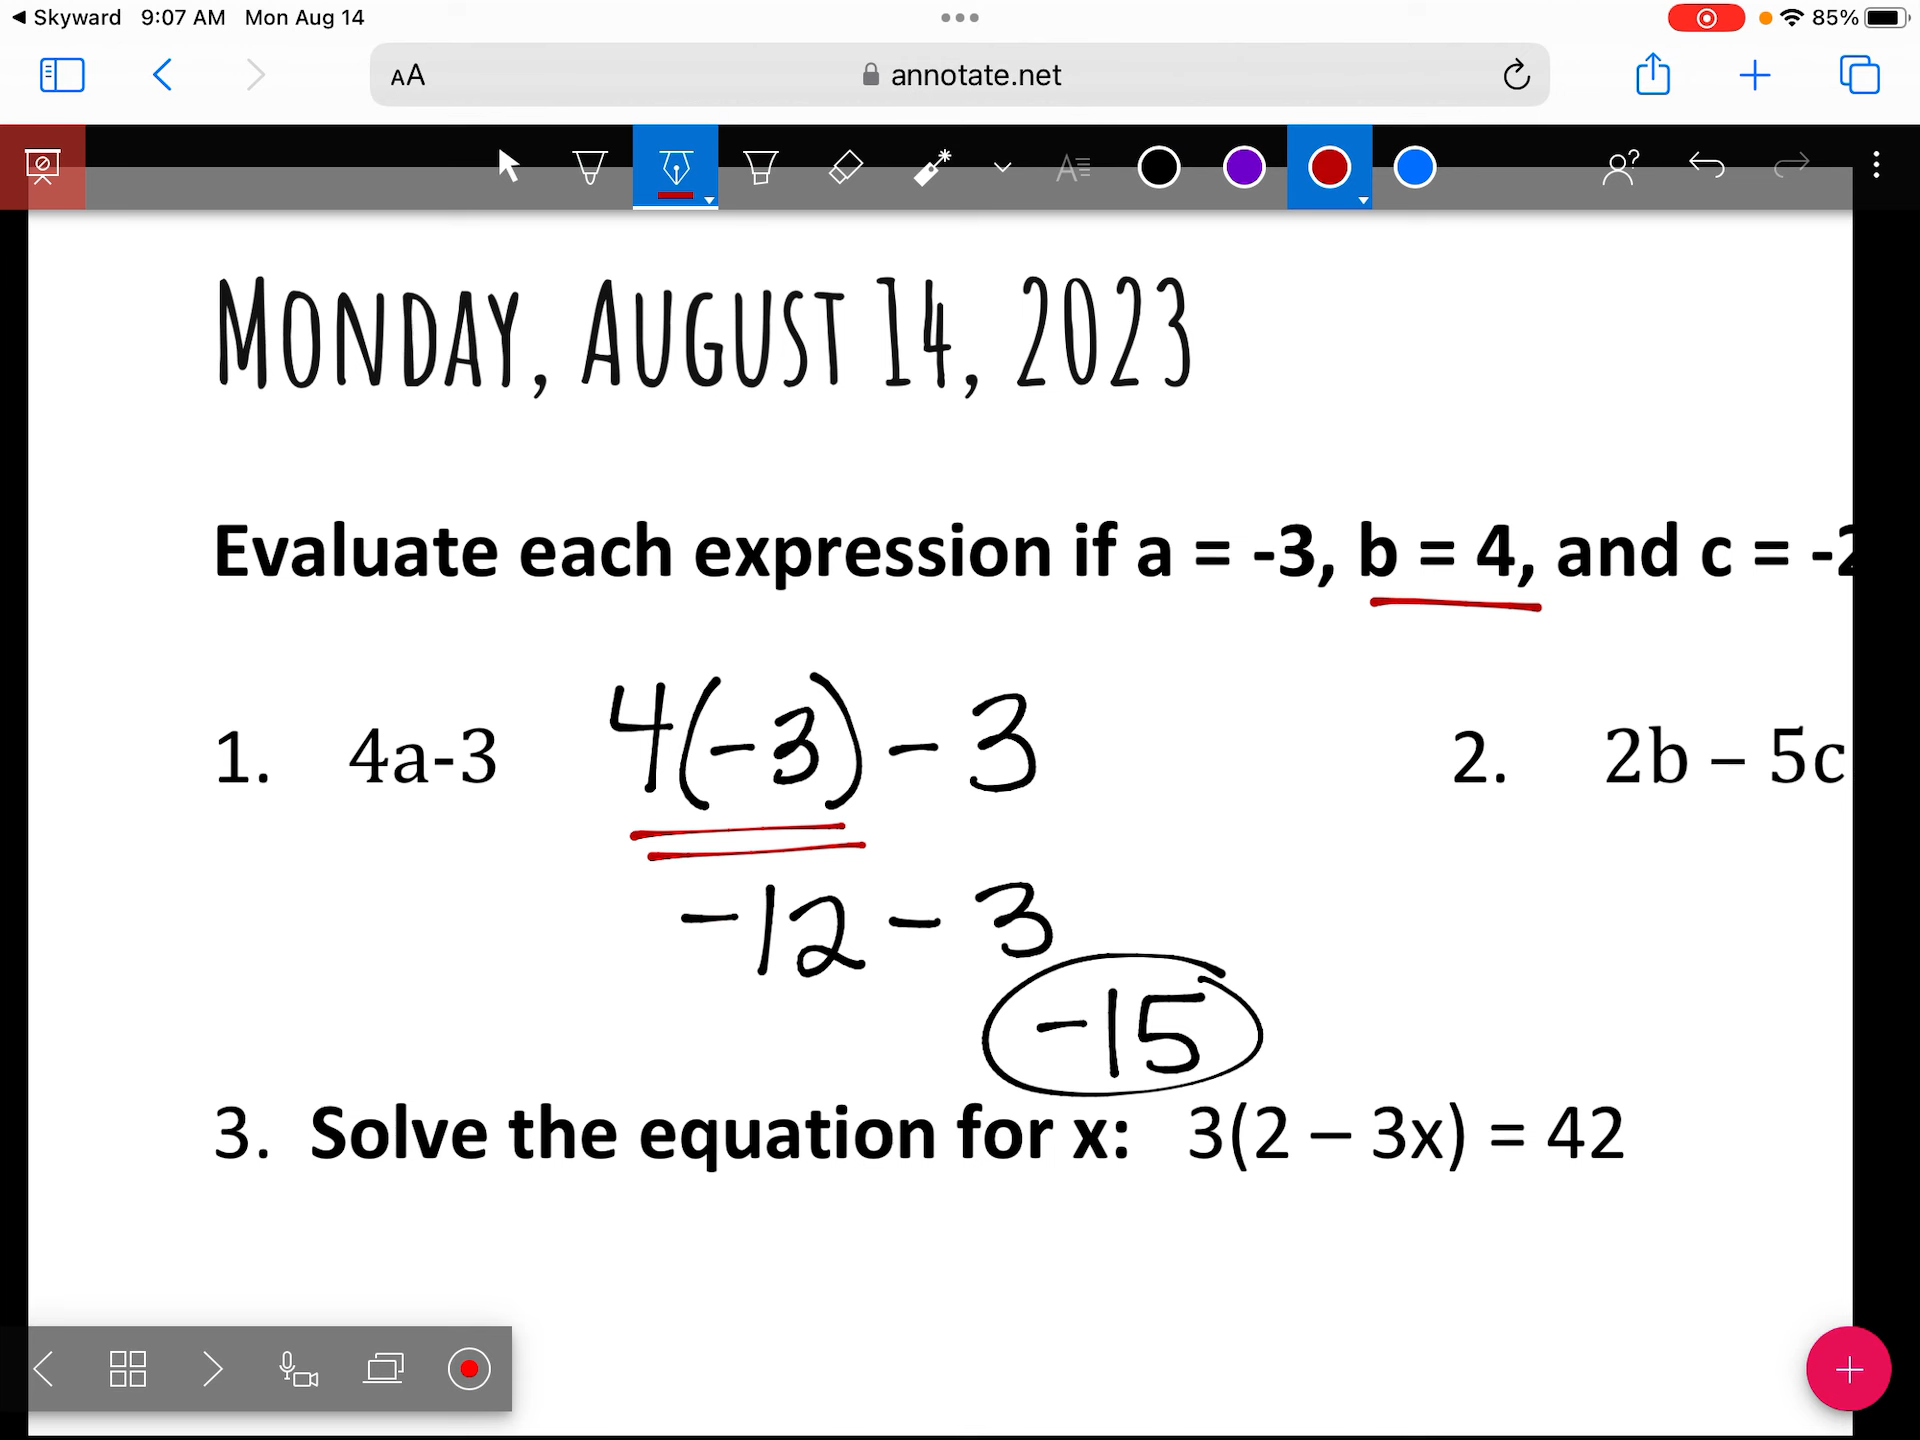 Skyward 9:07 AM Mon Aug 14 85%
AA annotate.net
MONDAY, AUGUST 14, 2023
Evaluate each expression if a = -3, b = 4, and c = -2
1. 4a-3 4(-3) - 3 2. 2b – 5c
-12 - 3
-15
3. Solve the equation for x: 3(2 – 3x) = 42